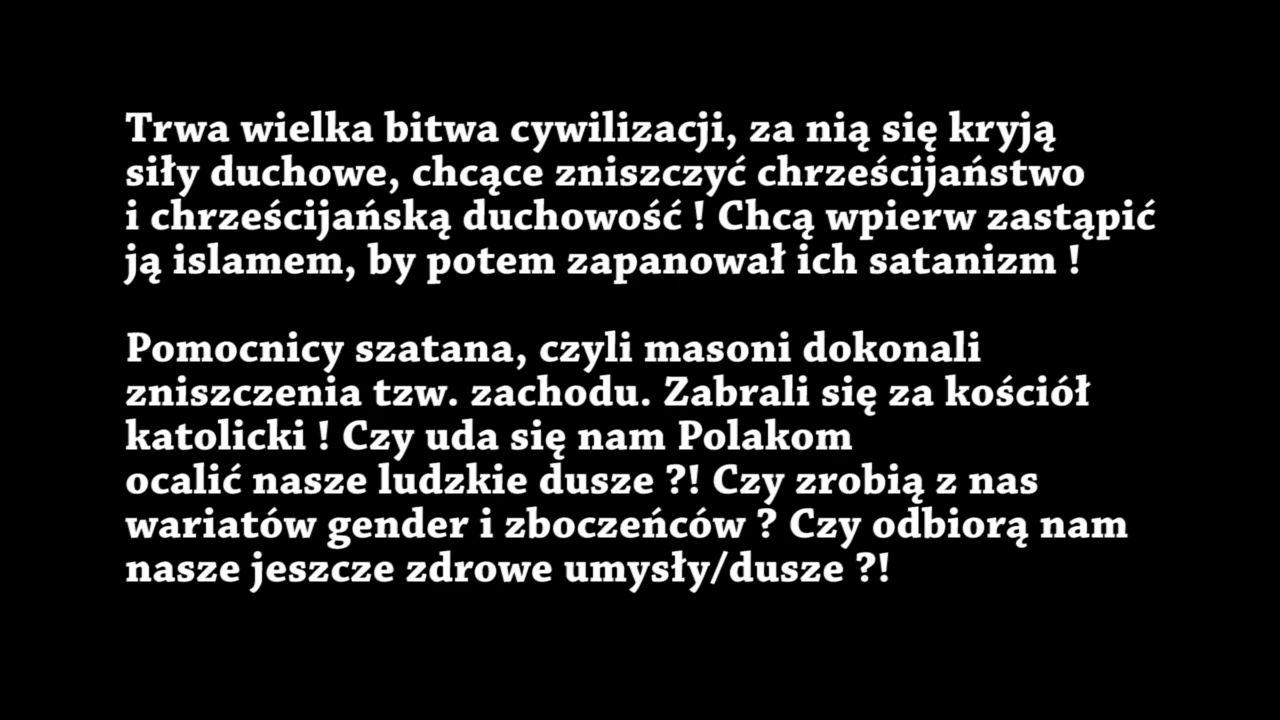 Trwa wielka bitwa cywilizacji, za nią się kryją
siły duchowe, chcące zniszczyć chrześcijaństwo
i chrześcijańską duchowość ! Chcą wpierw zastąpić
ją islamem, by potem zapanował ich satanizm !
Pomocnicy szatana, czyli masoni dokonali
zniszczenia tzw. zachodu. Zabrali się za kościół
katolicki ! Czy uda się nam Polakom
ocalić nasze ludzkie dusze ?! Czy zrobią z nas
wariatów gender i zboczeńców ? Czy odbiorą nam
nasze jeszcze zdrowe umysły/dusze ?!